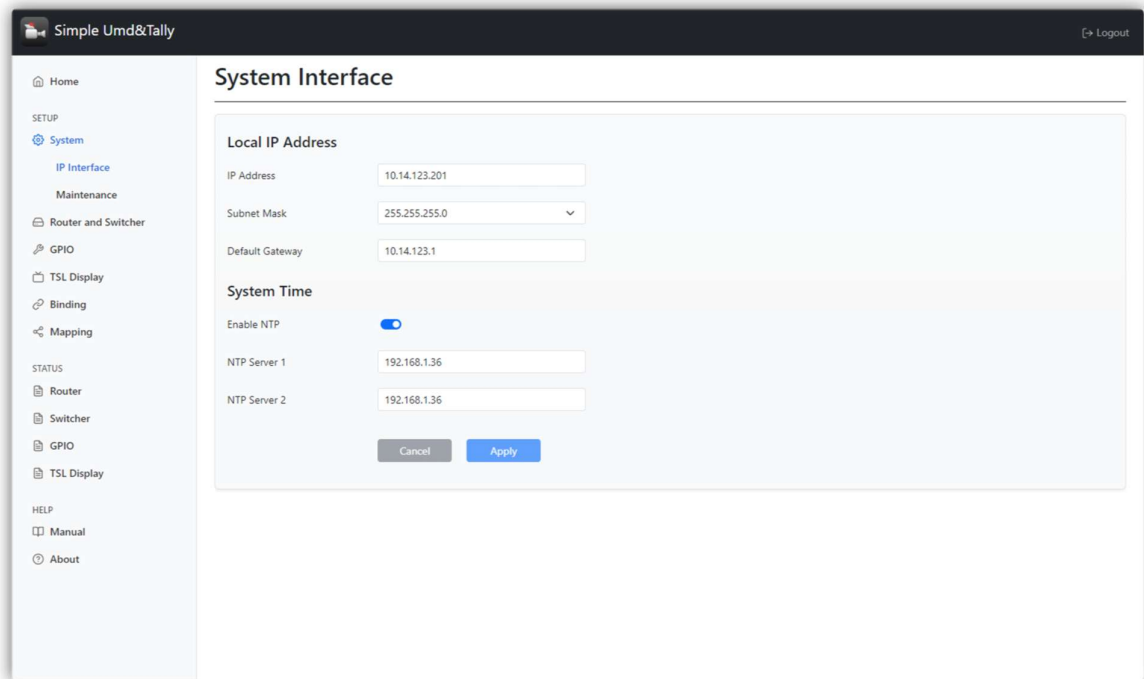 Simple Umd&Tally
Logout
Home
SETUP
System
IP Interface
Maintenance
Router and Switcher
GPIO
TSL Display
Binding
Mapping
STATUS
Router
Switcher
GPIO
TSL Display
HELP
Manual
About
System Interface
Local IP Address
IP Address 10.14.123.201
Subnet Mask 255.255.255.0
Default Gateway 10.14.123.1
System Time
Enable NTP
NTP Server 1 192.168.1.36
NTP Server 2 192.168.1.36
Cancel Apply